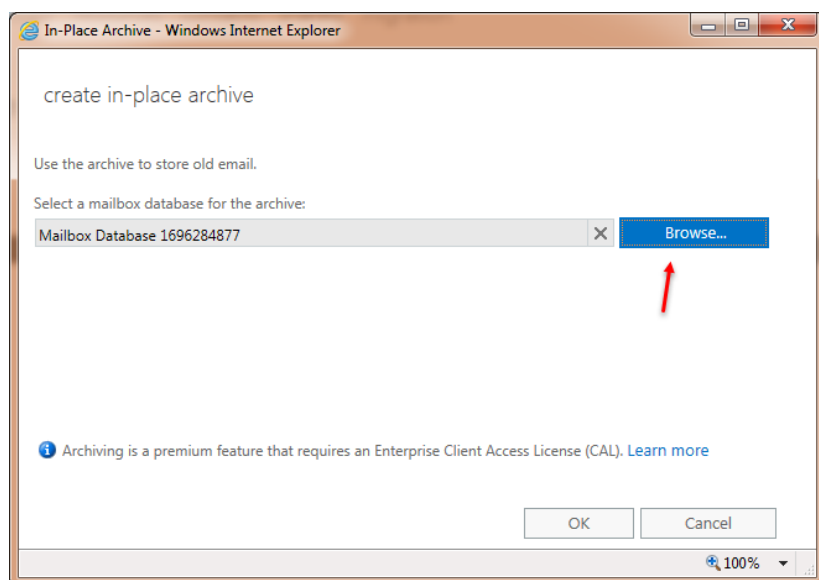 In-Place Archive - Windows Internet Explorer
create in-place archive
Use the archive to store old email.
Select a mailbox database for the archive:
Mailbox Database 1696284877
Browse...
Archiving is a premium feature that requires an Enterprise Client Access License (CAL). Learn more
OK Cancel
100%